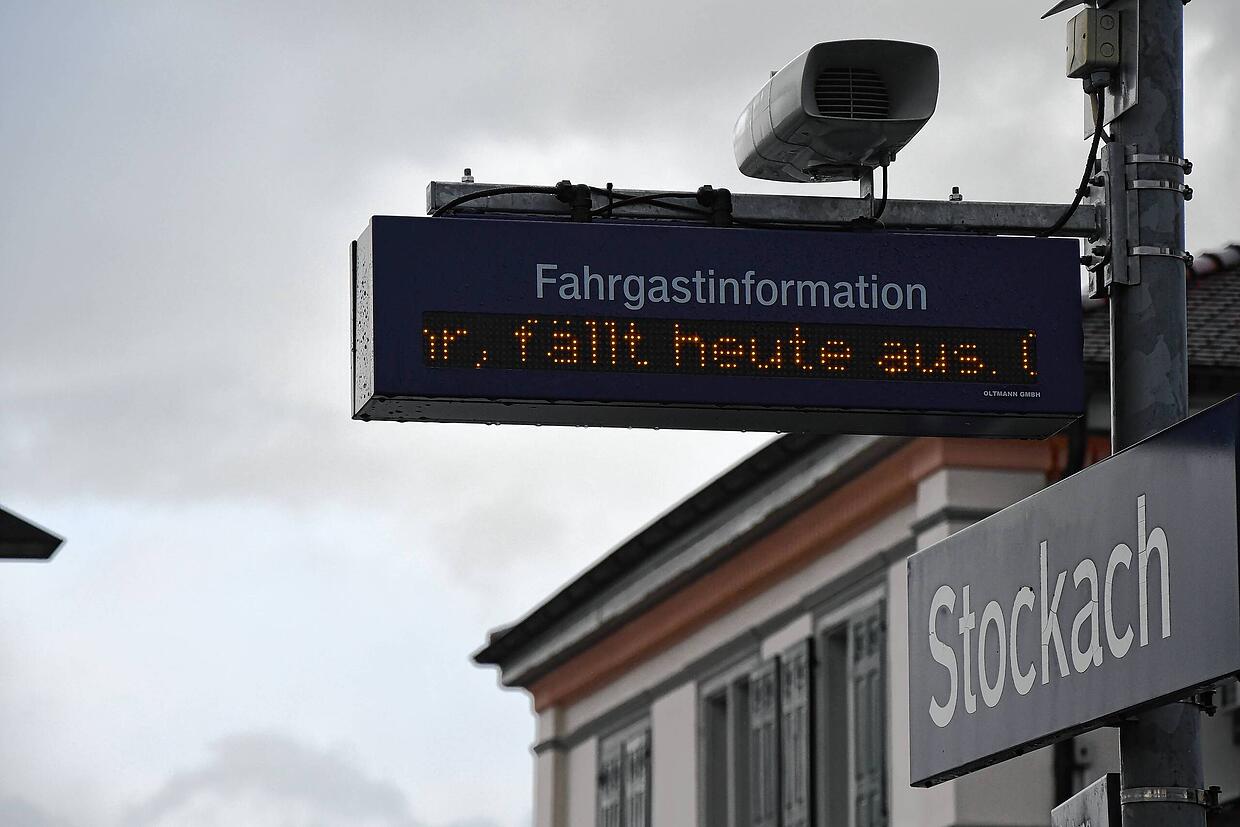 Fahrgastinformation
r, fällt heute aus. (
OLTMANN GMBH
Stockach